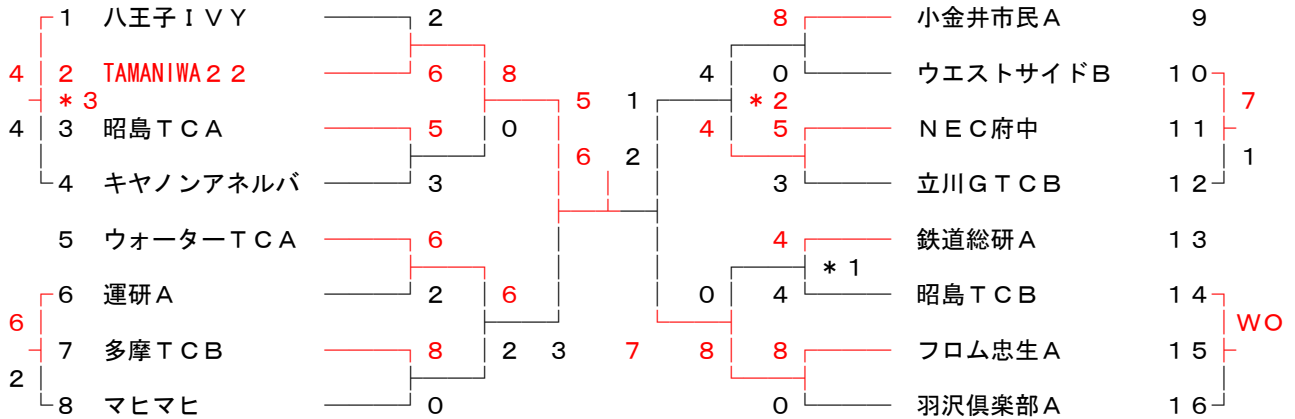 1 八王子ＩＶＹ 2 8 小金井市民Ａ 9
4 2 TAMANIWA２２ 6 8 4 0 ウエストサイドＢ １０
＊３ 5 1 ＊２ 7
4 3 昭島ＴＣＡ 5 0 4 5 ＮＥＣ府中 １１
6 2 1
4 キヤノンアネルバ 3 3 立川ＧＴＣＢ １２
5 ウォーターＴＣＡ 6 4 鉄道総研Ａ １３
＊１
6 運研Ａ 2 6 0 4 昭島ＴＣＢ １４
6 ＷＯ
7 多摩ＴＣＢ 8 2 3 7 8 8 フロム忠生Ａ １５
2
8 マヒマヒ 0 0 羽沢倶楽部Ａ １６